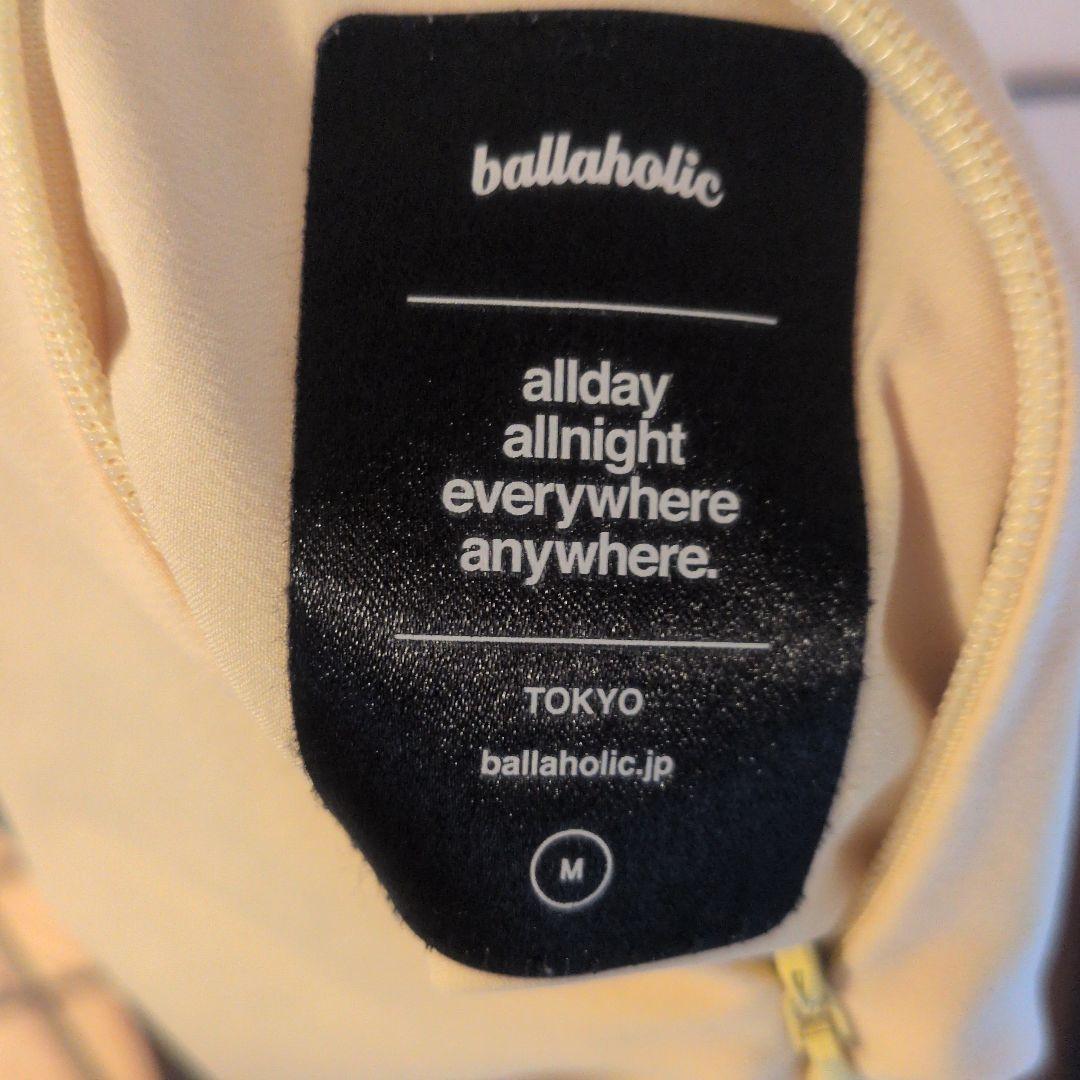 ballaholic
allday
allnight
everywhere
anywhere.
TOKYO
ballaholic.jp
M